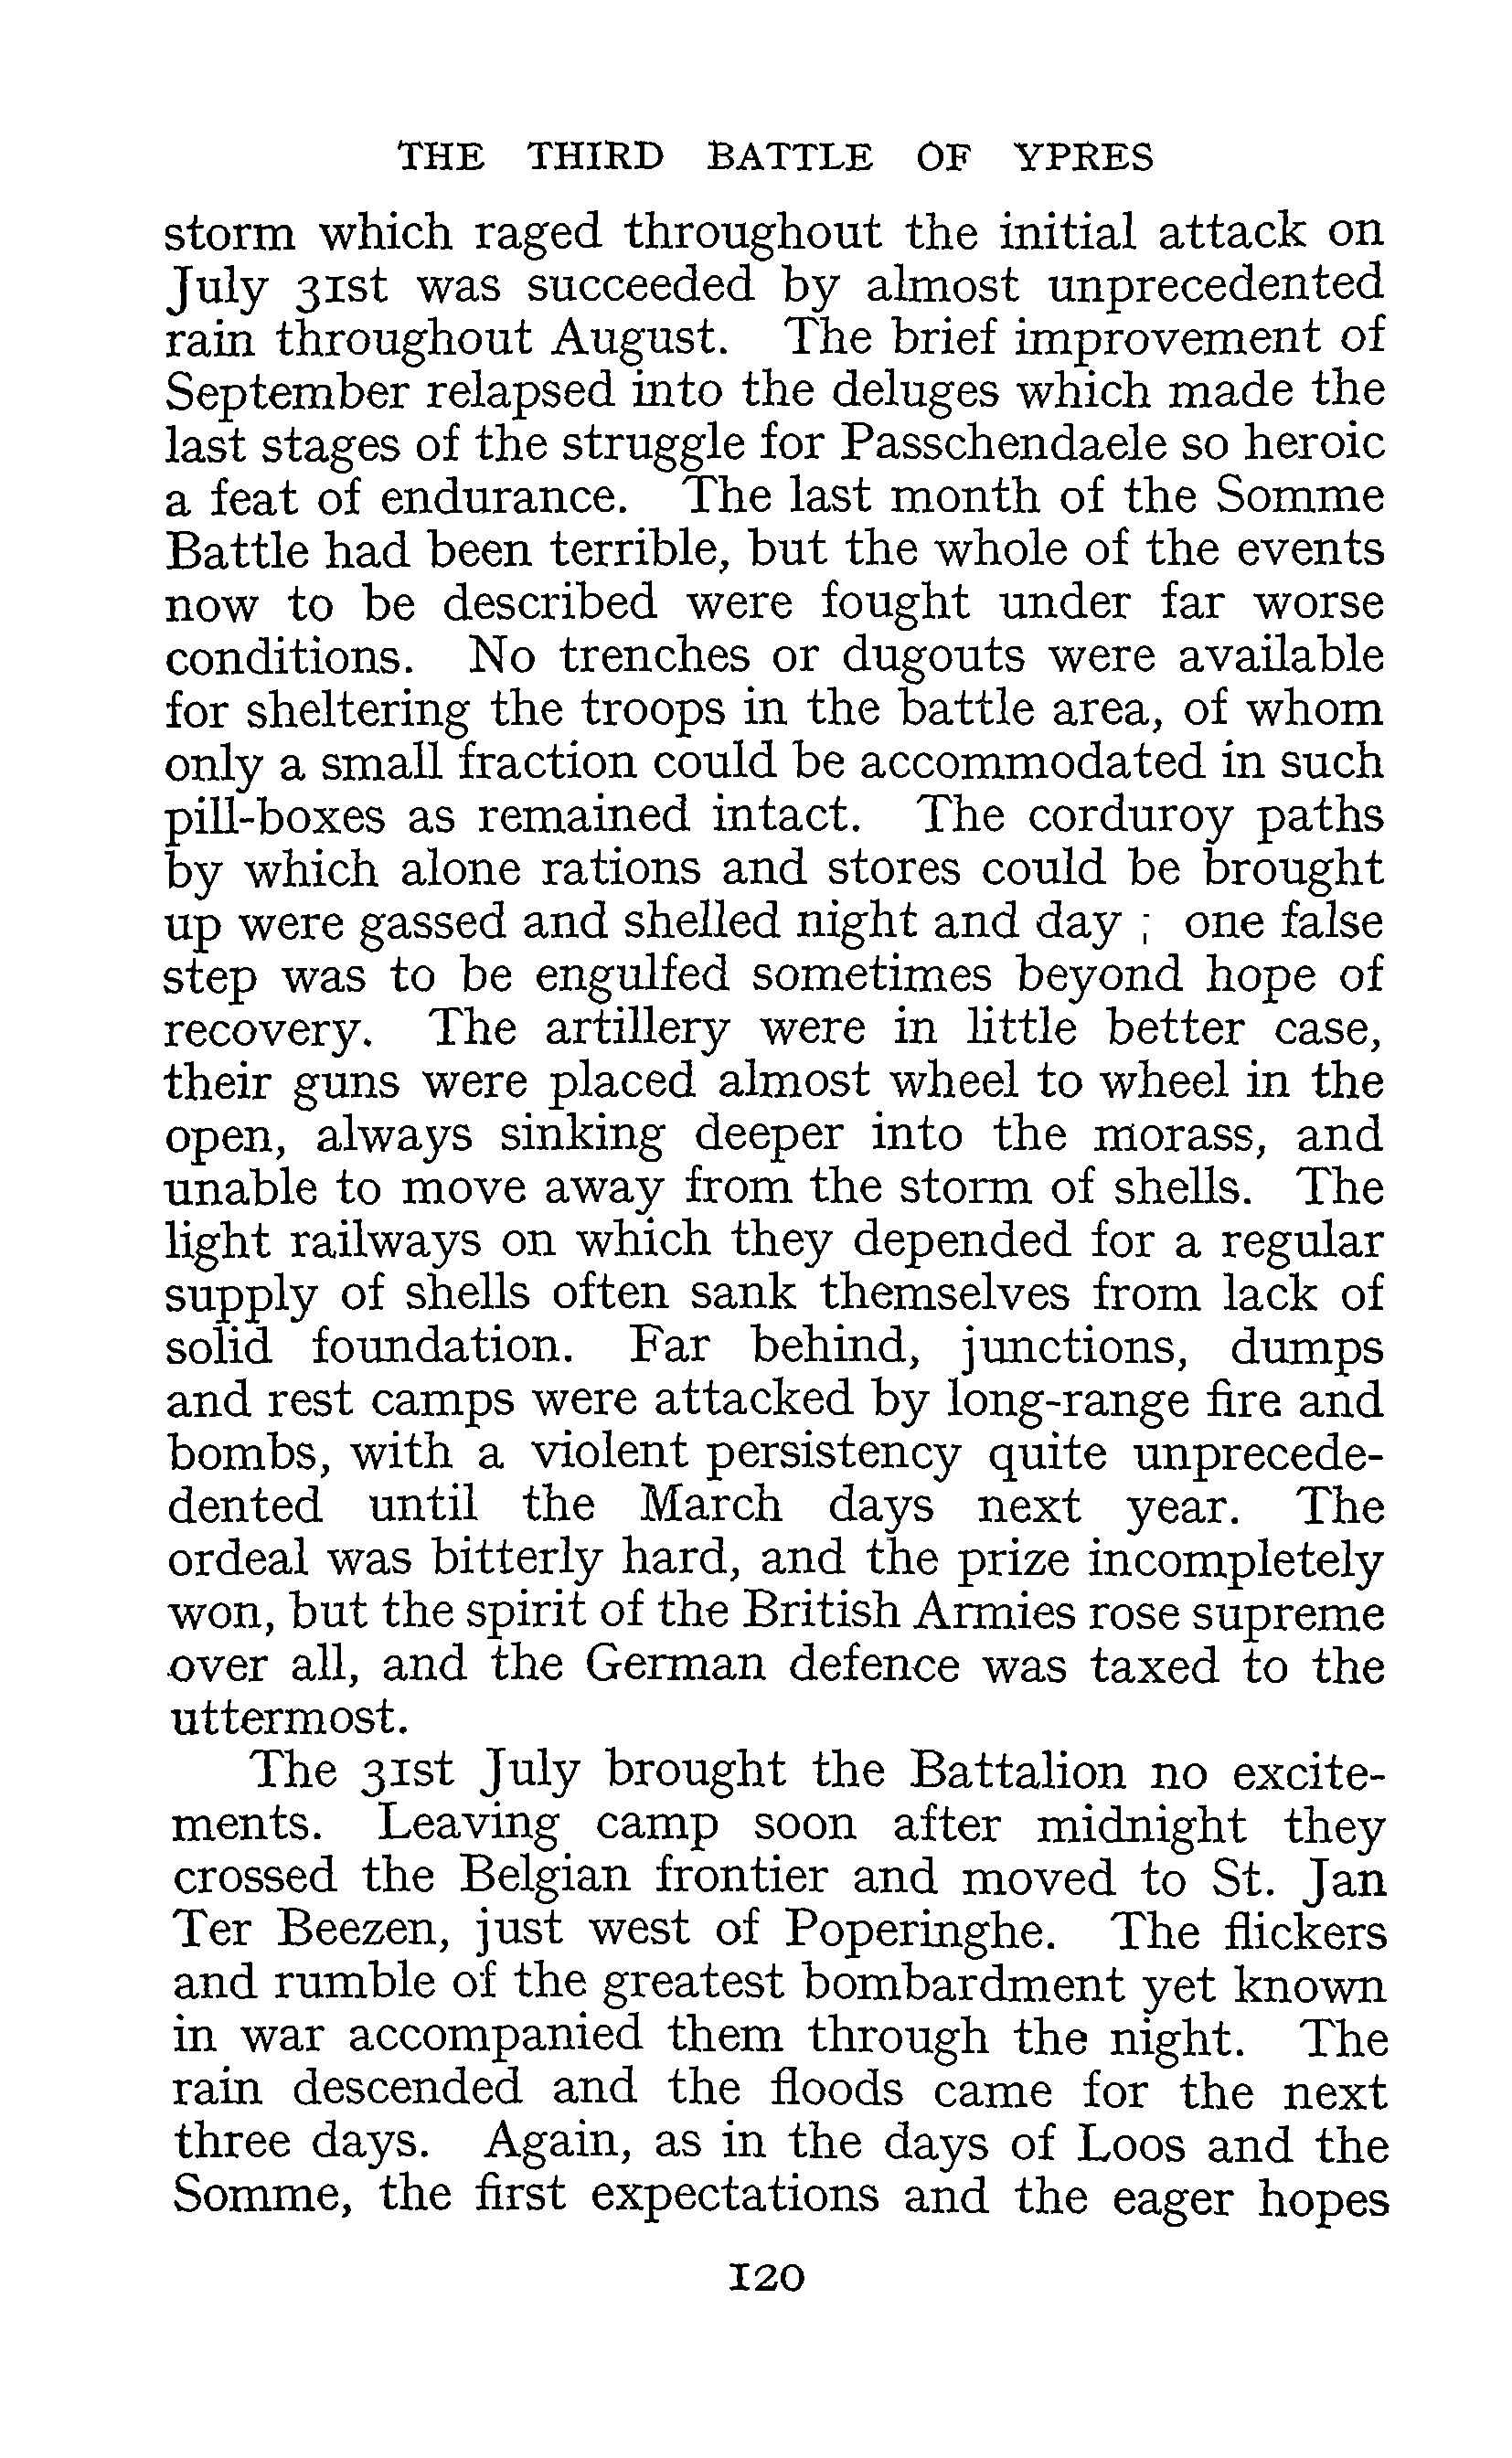 THE THIRD BATTLE OF YPRES
storm which raged throughout the initial attack on
July 31st was succeeded by almost unprecedented
rain throughout August. The brief improvement of
September relapsed into the deluges which made the
last stages of the struggle for Passchendaele so heroic
a feat of endurance. The last month of the Somme
Battle had been terrible, but the whole of the events
now to be described were fought under far worse
conditions. No trenches or dugouts were available
for sheltering the troops in the battle area, of whom
only a small fraction could be accommodated in such
pill-boxes as remained intact. The corduroy paths
by which alone rations and stores could be brought
up were gassed and shelled night and day ; one false
step was to be engulfed sometimes beyond hope of
recovery. The artillery were in little better case,
their guns were placed almost wheel to wheel in the
open, always sinking deeper into the morass, and
unable to move away from the storm of shells. The
light railways on which they depended for a regular
supply of shells often sank themselves from lack of
solid foundation. Far behind, junctions, dumps
and rest camps were attacked by long-range fire and
bombs, with a violent persistency quite unprecede-
dented until the March days next year. The
ordeal was bitterly hard, and the prize incompletely
won, but the spirit of the British Armies rose supreme
over all, and the German defence was taxed to the
uttermost.
The 31st July brought the Battalion no excite-
ments. Leaving camp soon after midnight they
crossed the Belgian frontier and moved to St. Jan
Ter Beezen, just west of Poperinghe. The flickers
and rumble of the greatest bombardment yet known
in war accompanied them through the night. The
rain descended and the floods came for the next
three days. Again, as in the days of Loos and the
Somme, the first expectations and the eager hopes
120